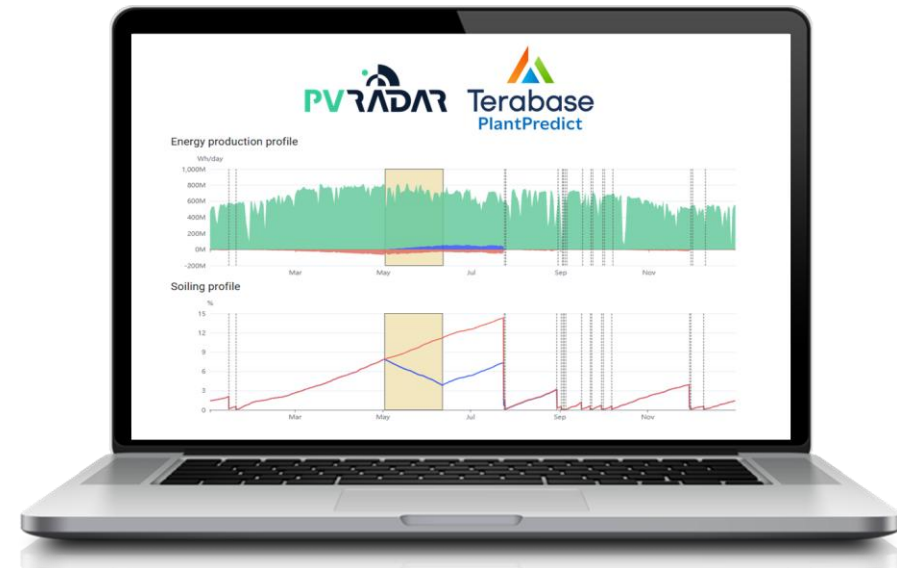 PVRADAR
Terabase
PlantPredict
Energy production profile
Wh/day
1,000M
800M
600M
400M
200M
0M
-200M
Mar May Jul Sep Nov
Soiling profile
%
15
12
9
6
3
0
Mar May Jul Sep Nov